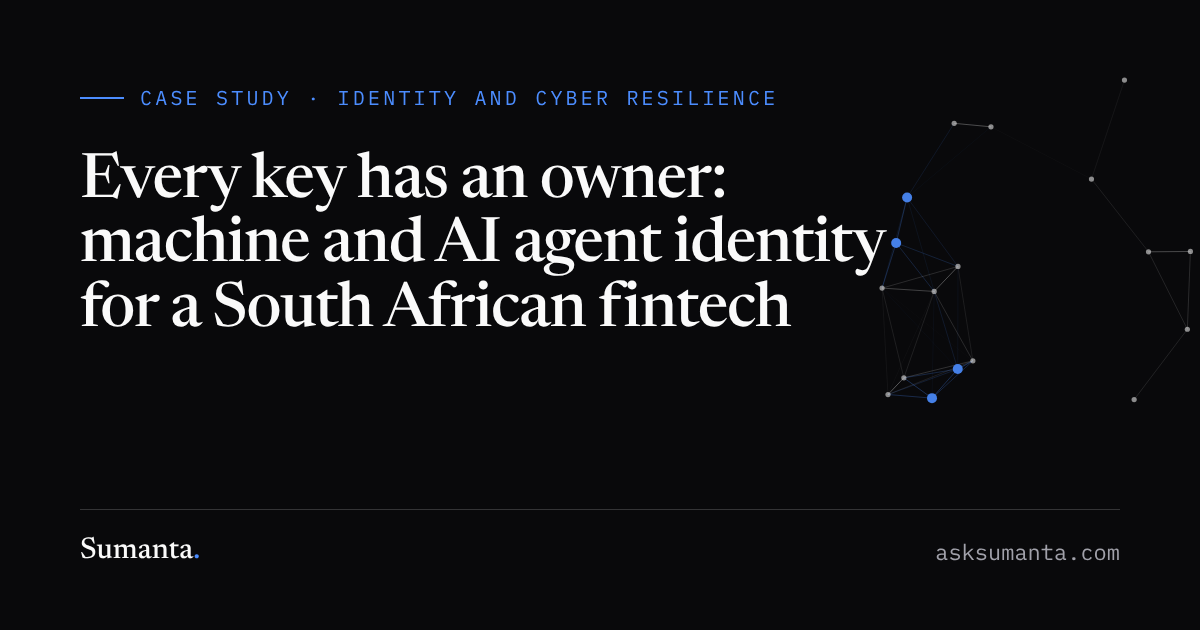 CASE STUDY · IDENTITY AND CYBER RESILIENCE
Every key has an owner:
machine and AI agent identity
for a South African fintech
Sumanta.
asksumanta.com